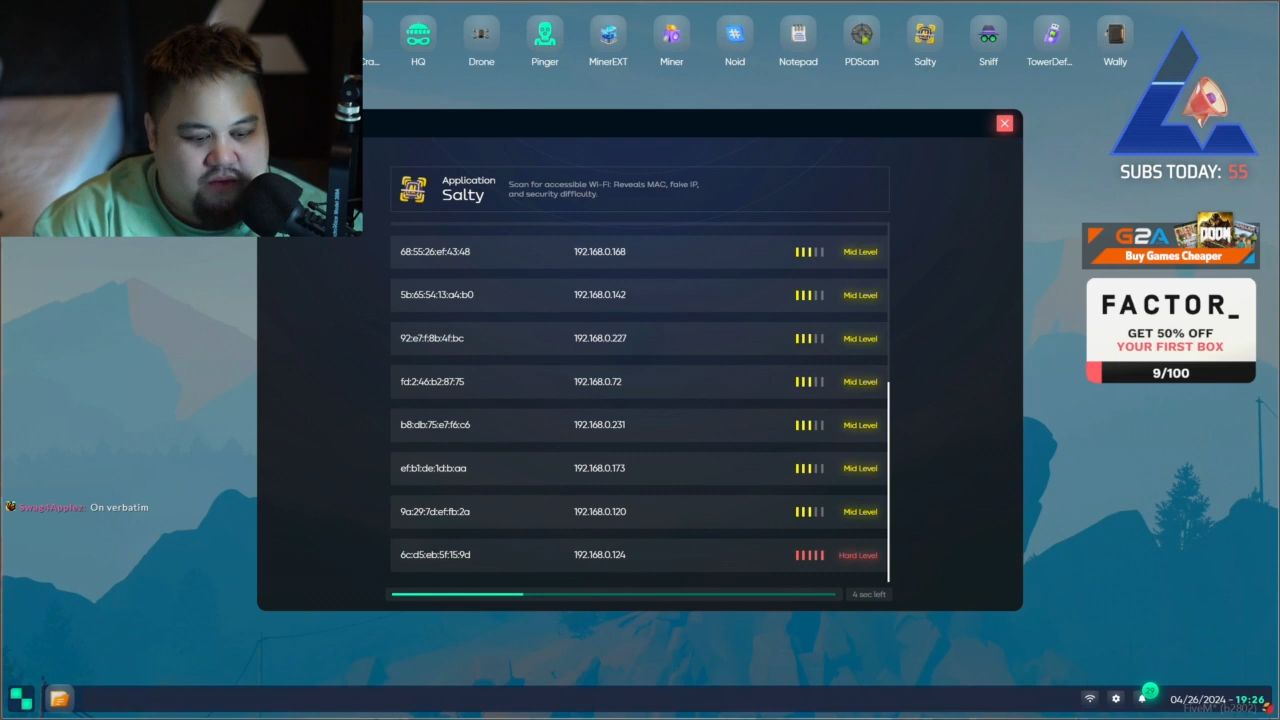 Cra... HQ Drone Pinger MinerEXT Miner Noid Notepad PDScan Salty Sniff TowerDef... Wally
SUBS TODAY: 55
Application
Salty
Scan for accessible Wi-Fi: Reveals MAC, fake IP,
and security difficulty.
68:55:26:ef:43:48 192.168.0.168 Mid Level
5b:65:54:13:a4:b0 192.168.0.142 Mid Level
92:e7:f:8b:4f:bc 192.168.0.227 Mid Level
fd:2:46:b2:87:75 192.168.0.72 Mid Level
b8:db:75:e7:f6:c6 192.168.0.231 Mid Level
ef:b1:de:1d:b:aa 192.168.0.173 Mid Level
9a:29:7d:ef:fb:2a 192.168.0.120 Mid Level
6c:d5:eb:5f:15:9d 192.168.0.124 Hard Level
4 sec left
G2A
DOOM
Buy Games Cheaper
FACTOR_
GET 50% OFF
YOUR FIRST BOX
9/100
Swag4Applez: On verbatim
29
04/26/2024 - 19:26
FiveM® (b2802)